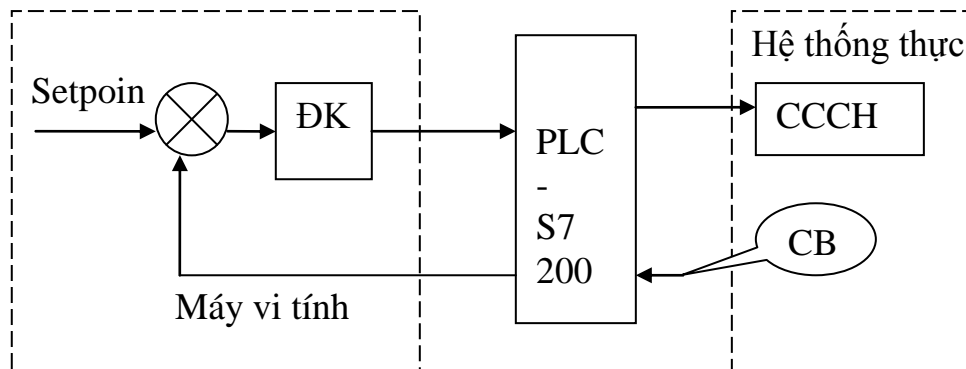 Hệ thống thực
Setpoin
ĐK
CCCH
PLC
-
S7
200
CB
Máy vi tính